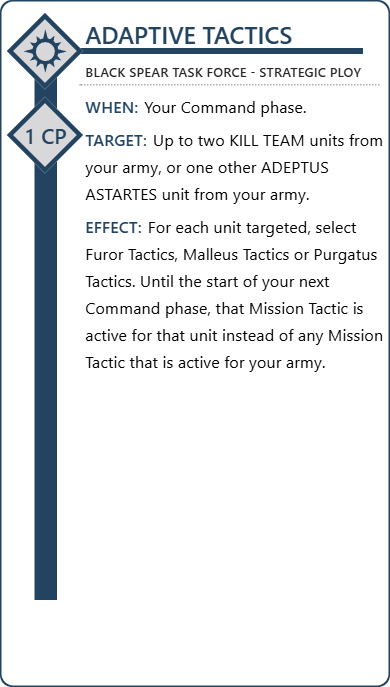 ADAPTIVE TACTICS
BLACK SPEAR TASK FORCE - STRATEGIC PLOY
1 CP
WHEN: Your Command phase.
TARGET: Up to two KILL TEAM units from
your army, or one other ADEPTUS
ASTARTES unit from your army.
EFFECT: For each unit targeted, select
Furor Tactics, Malleus Tactics or Purgatus
Tactics. Until the start of your next
Command phase, that Mission Tactic is
active for that unit instead of any Mission
Tactic that is active for your army.